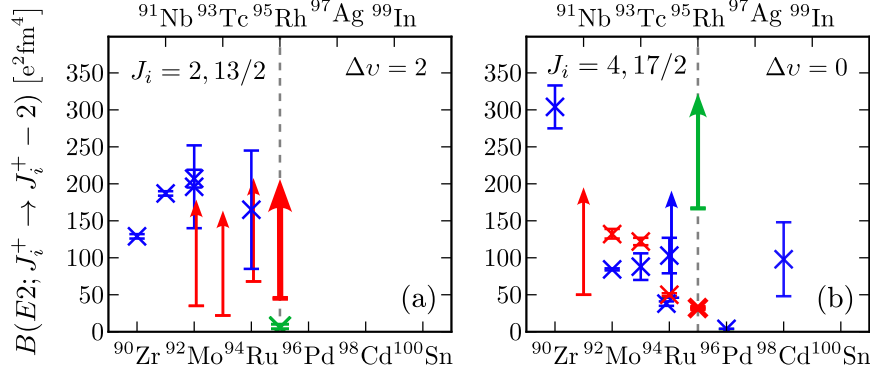 ⁹¹Nb ⁹³Tc ⁹⁵Rh ⁹⁷Ag ⁹⁹In
B(E2; J_i^+ → J_i^+ − 2) [e²fm⁴]
J_i = 2, 13/2 Δv = 2
350
300
250
200
150
100
50
0
(a)
⁹⁰Zr ⁹²Mo ⁹⁴Ru ⁹⁶Pd ⁹⁸Cd ¹⁰⁰Sn
⁹¹Nb ⁹³Tc ⁹⁵Rh ⁹⁷Ag ⁹⁹In
J_i = 4, 17/2 Δv = 0
350
300
250
200
150
100
50
0
(b)
⁹⁰Zr ⁹²Mo ⁹⁴Ru ⁹⁶Pd ⁹⁸Cd ¹⁰⁰Sn